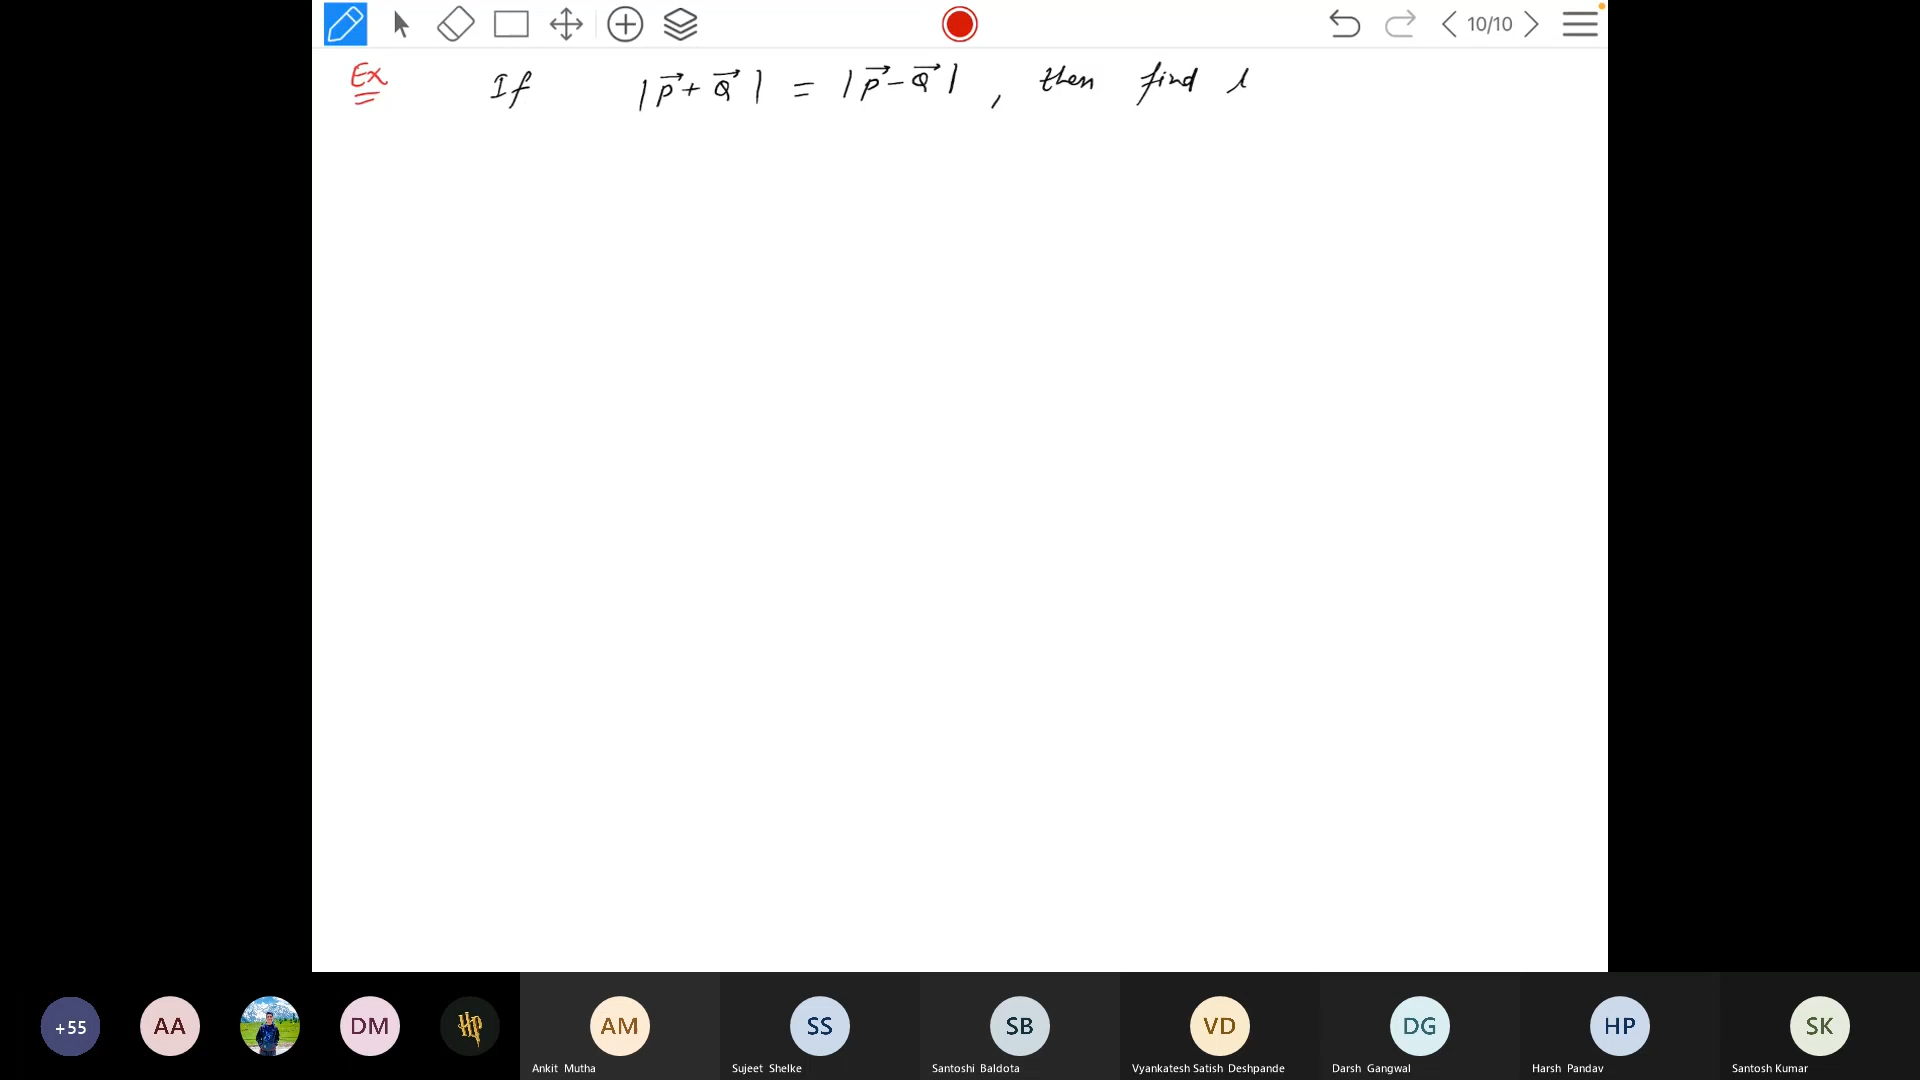 10/10
Ex If |P⃗ + Q⃗| = |P⃗ - Q⃗|, then find
+55 AA DM HP AM SS SB VD DG HP SK
Ankit Mutha Sujeet Shelke Santoshi Baldota Vyankatesh Satish Deshpande Darsh Gangwal Harsh Pandav Santosh Kumar